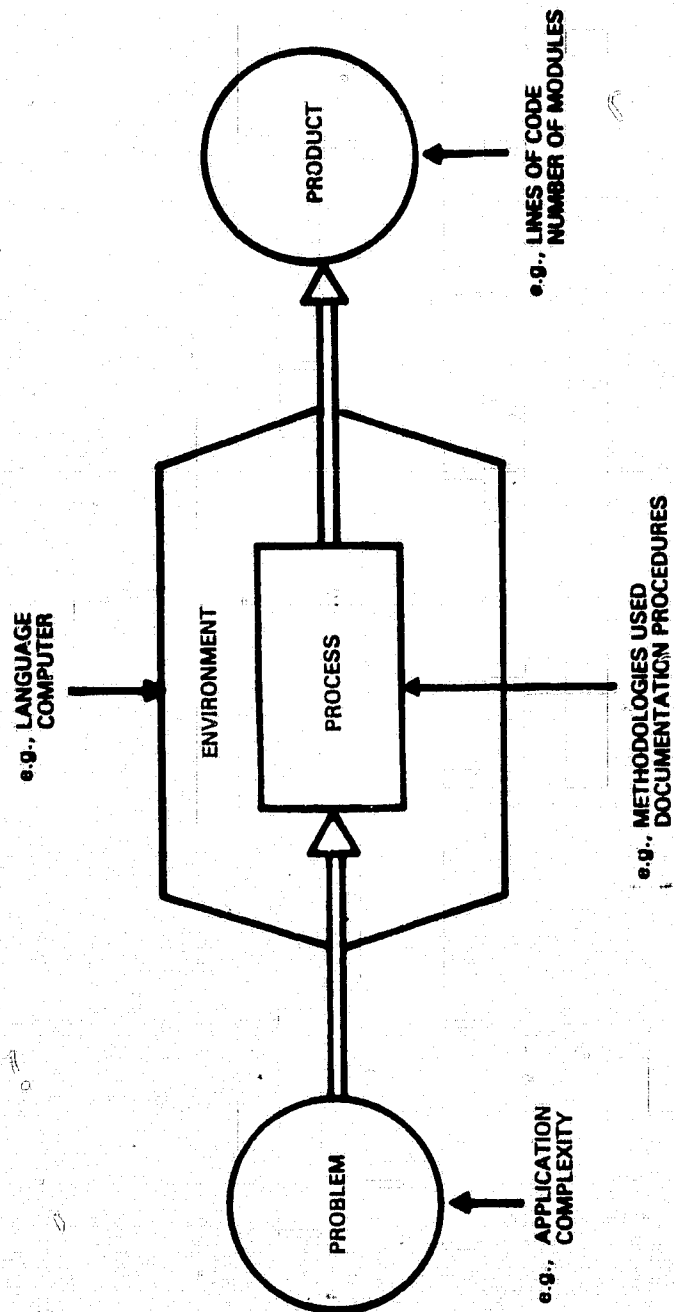 e.g., LANGUAGE
COMPUTER
ENVIRONMENT
PROBLEM
PROCESS
PRODUCT
e.g., APPLICATION
COMPLEXITY
e.g., METHODOLOGIES USED
DOCUMENTATION PROCEDURES
e.g., LINES OF CODE
NUMBER OF MODULES